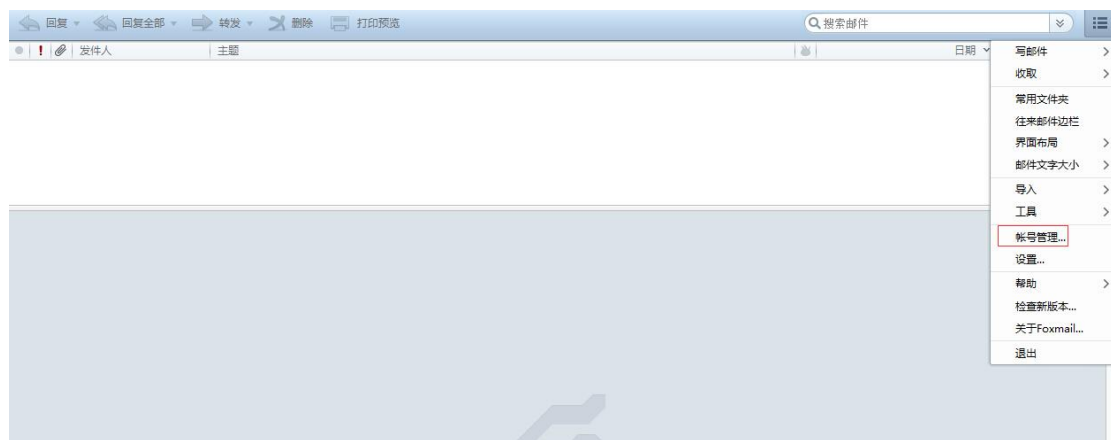 回复 回复全部 转发 删除 打印预览 搜索邮件
发件人 主题 日期
写邮件
收取
常用文件夹
往来邮件边栏
界面布局
邮件文字大小
导入
工具
帐号管理...
设置...
帮助
检查新版本...
关于Foxmail...
退出